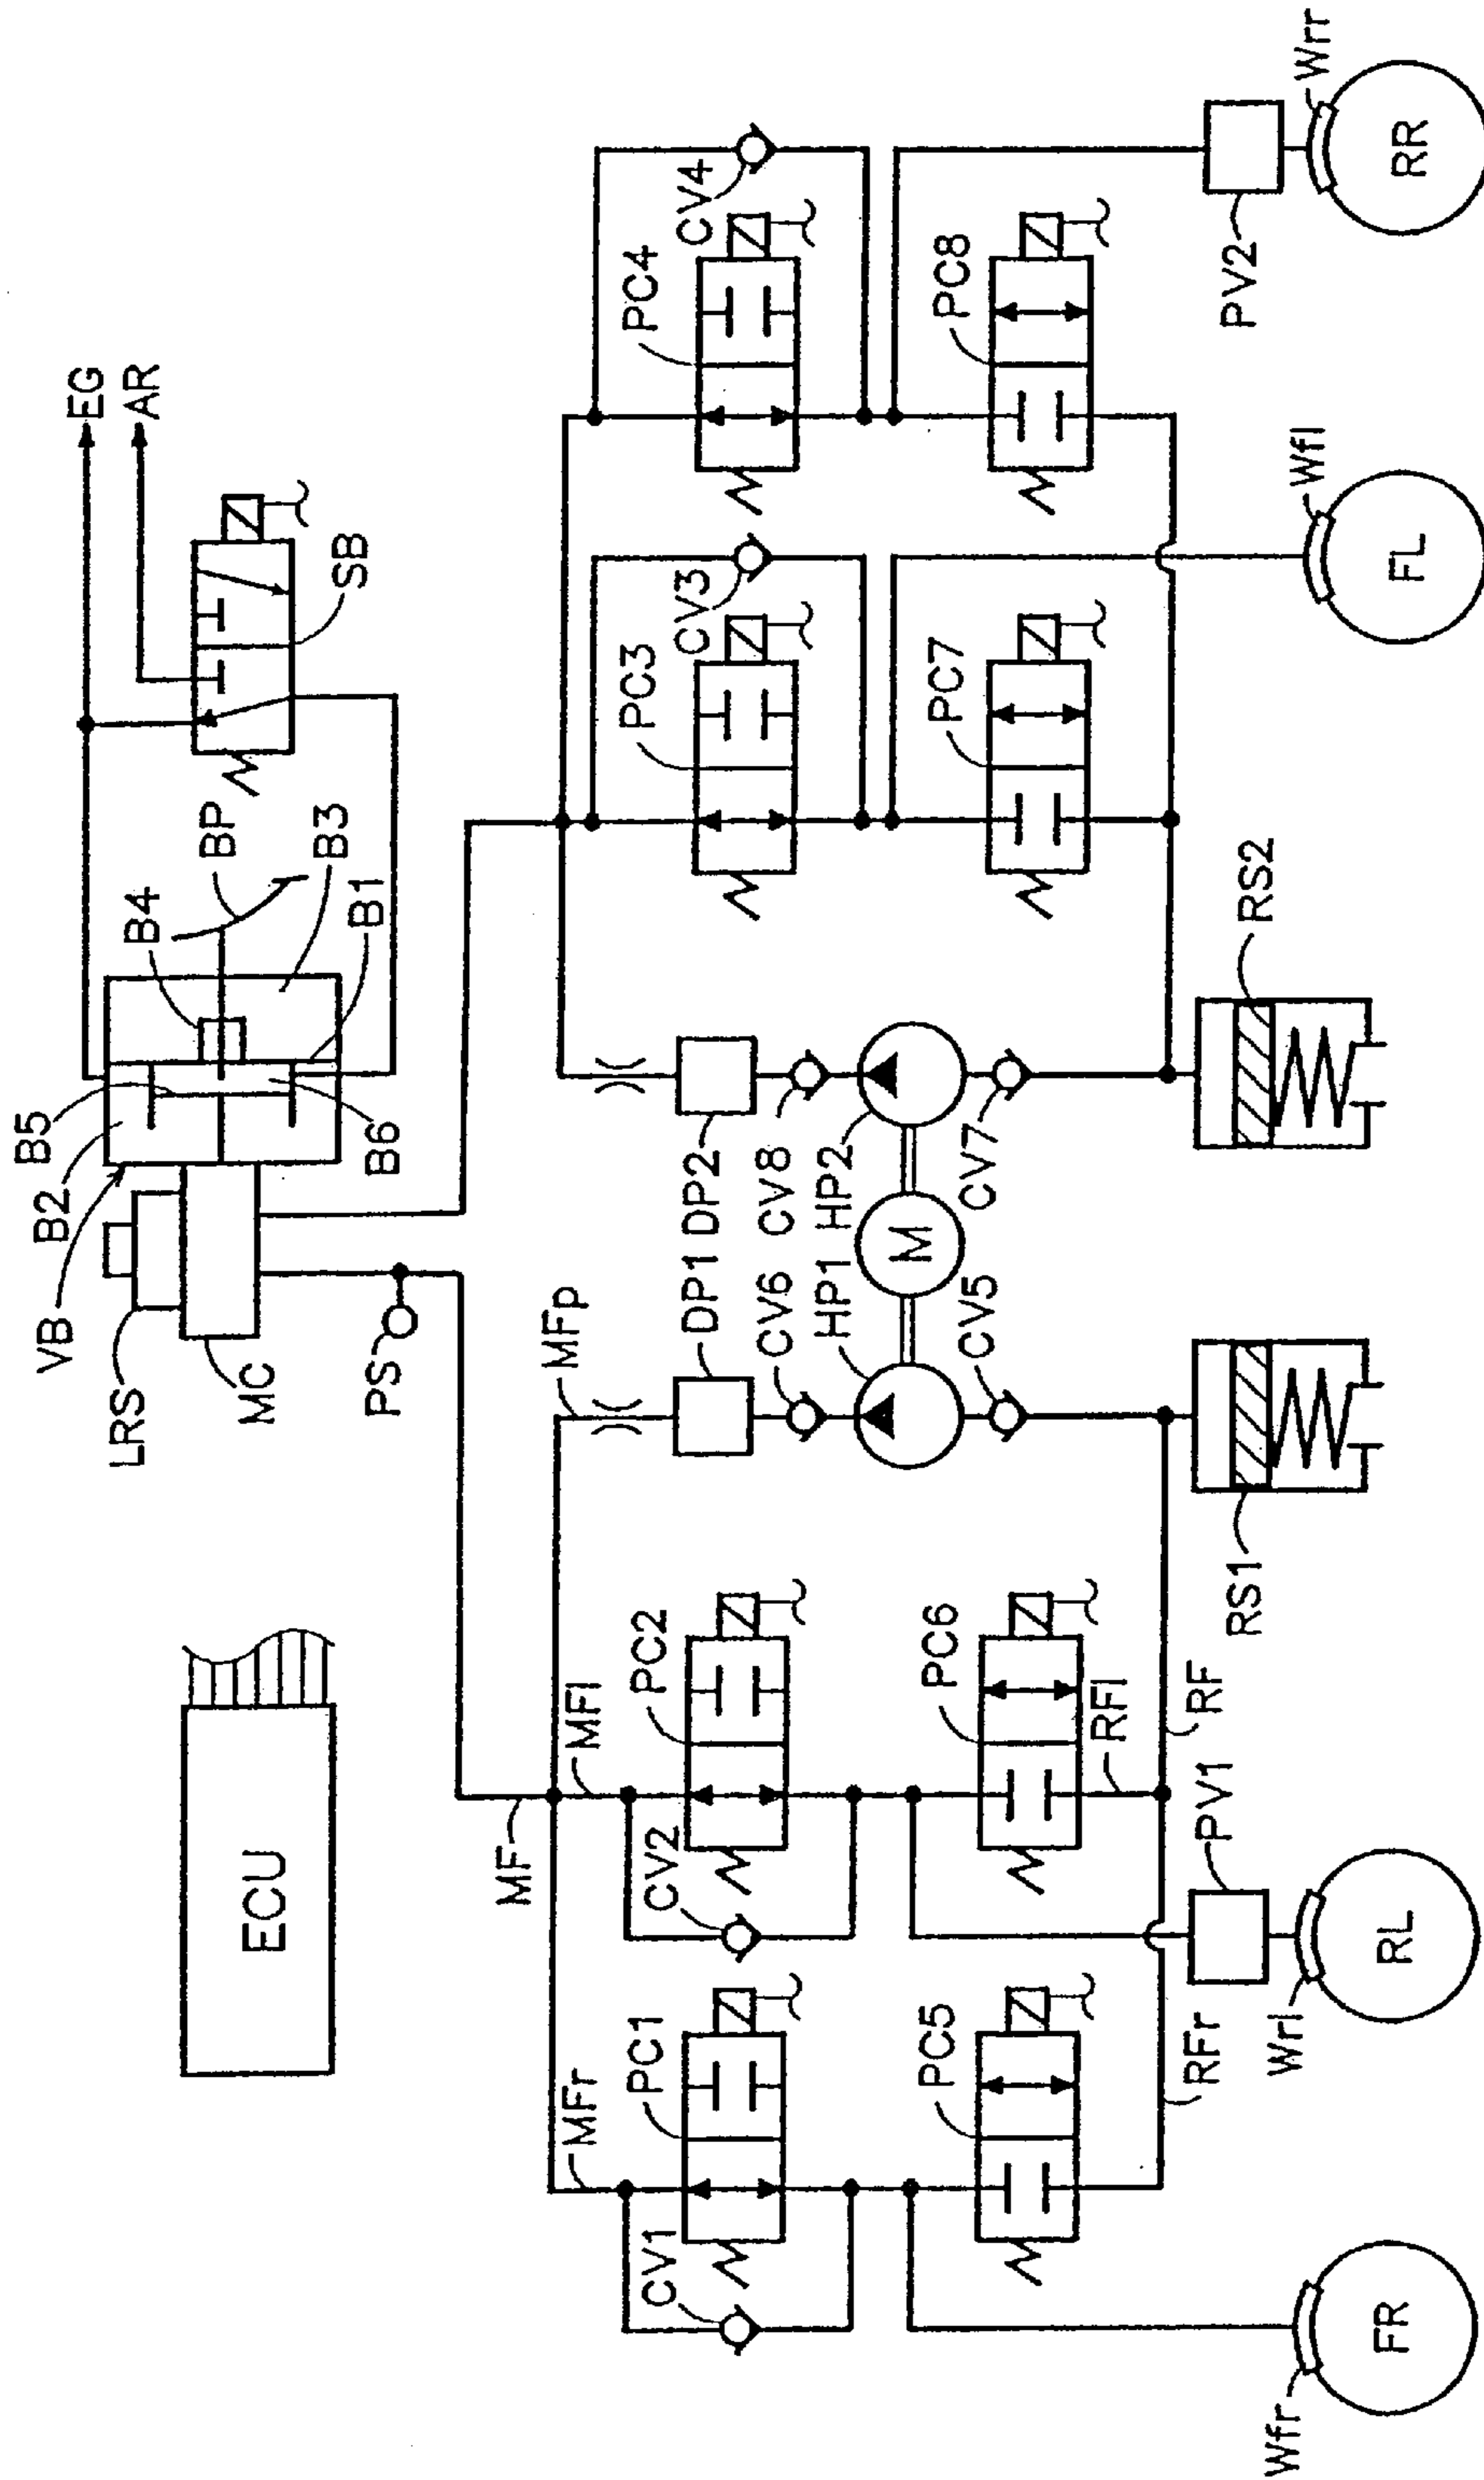 ECU
LRS
VB
B2
B5
B4
BP
B3
B1
B6
MC
PS
SB
EG
AR
MF
MFr
MFl
MFp
CV1
PC1
CV2
PC2
PC3
CV3
PC4
CV4
DP1
DP2
CV6
CV8
HP1
HP2
M
CV5
CV7
PC5
PC6
PC7
PC8
RFr
RFl
RF
RS1
RS2
PV1
PV2
Wfr
FR
Wrl
RL
Wfl
FL
Wrr
RR